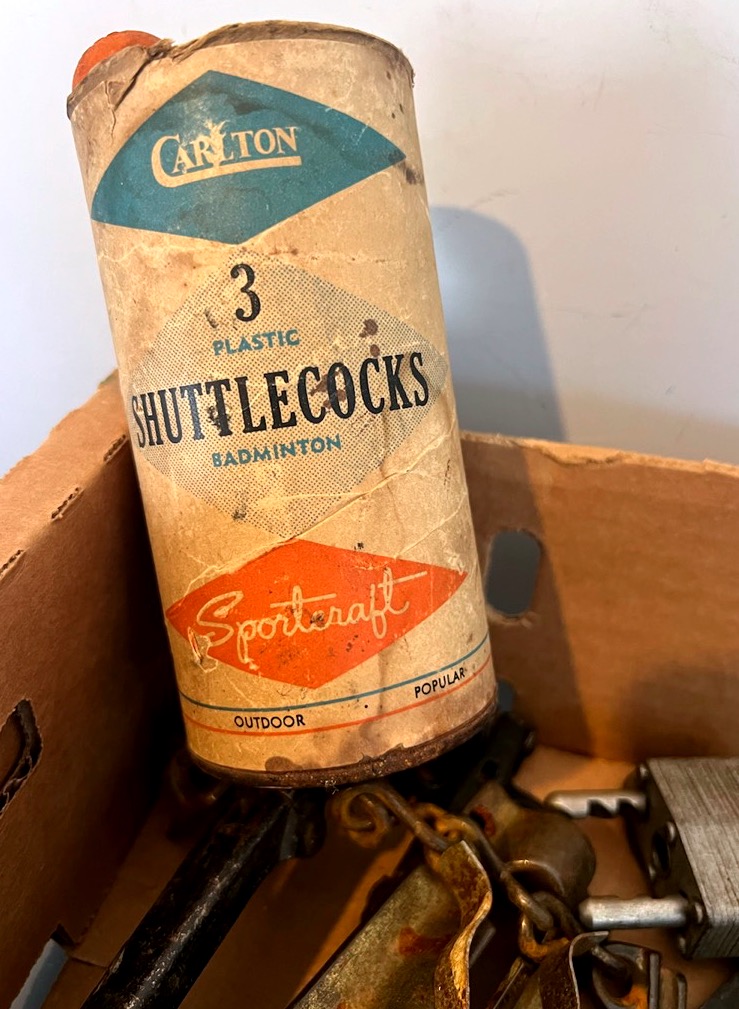 CARLTON
3
PLASTIC
SHUTTLECOCKS
BADMINTON
Sportcraft
OUTDOOR POPULAR